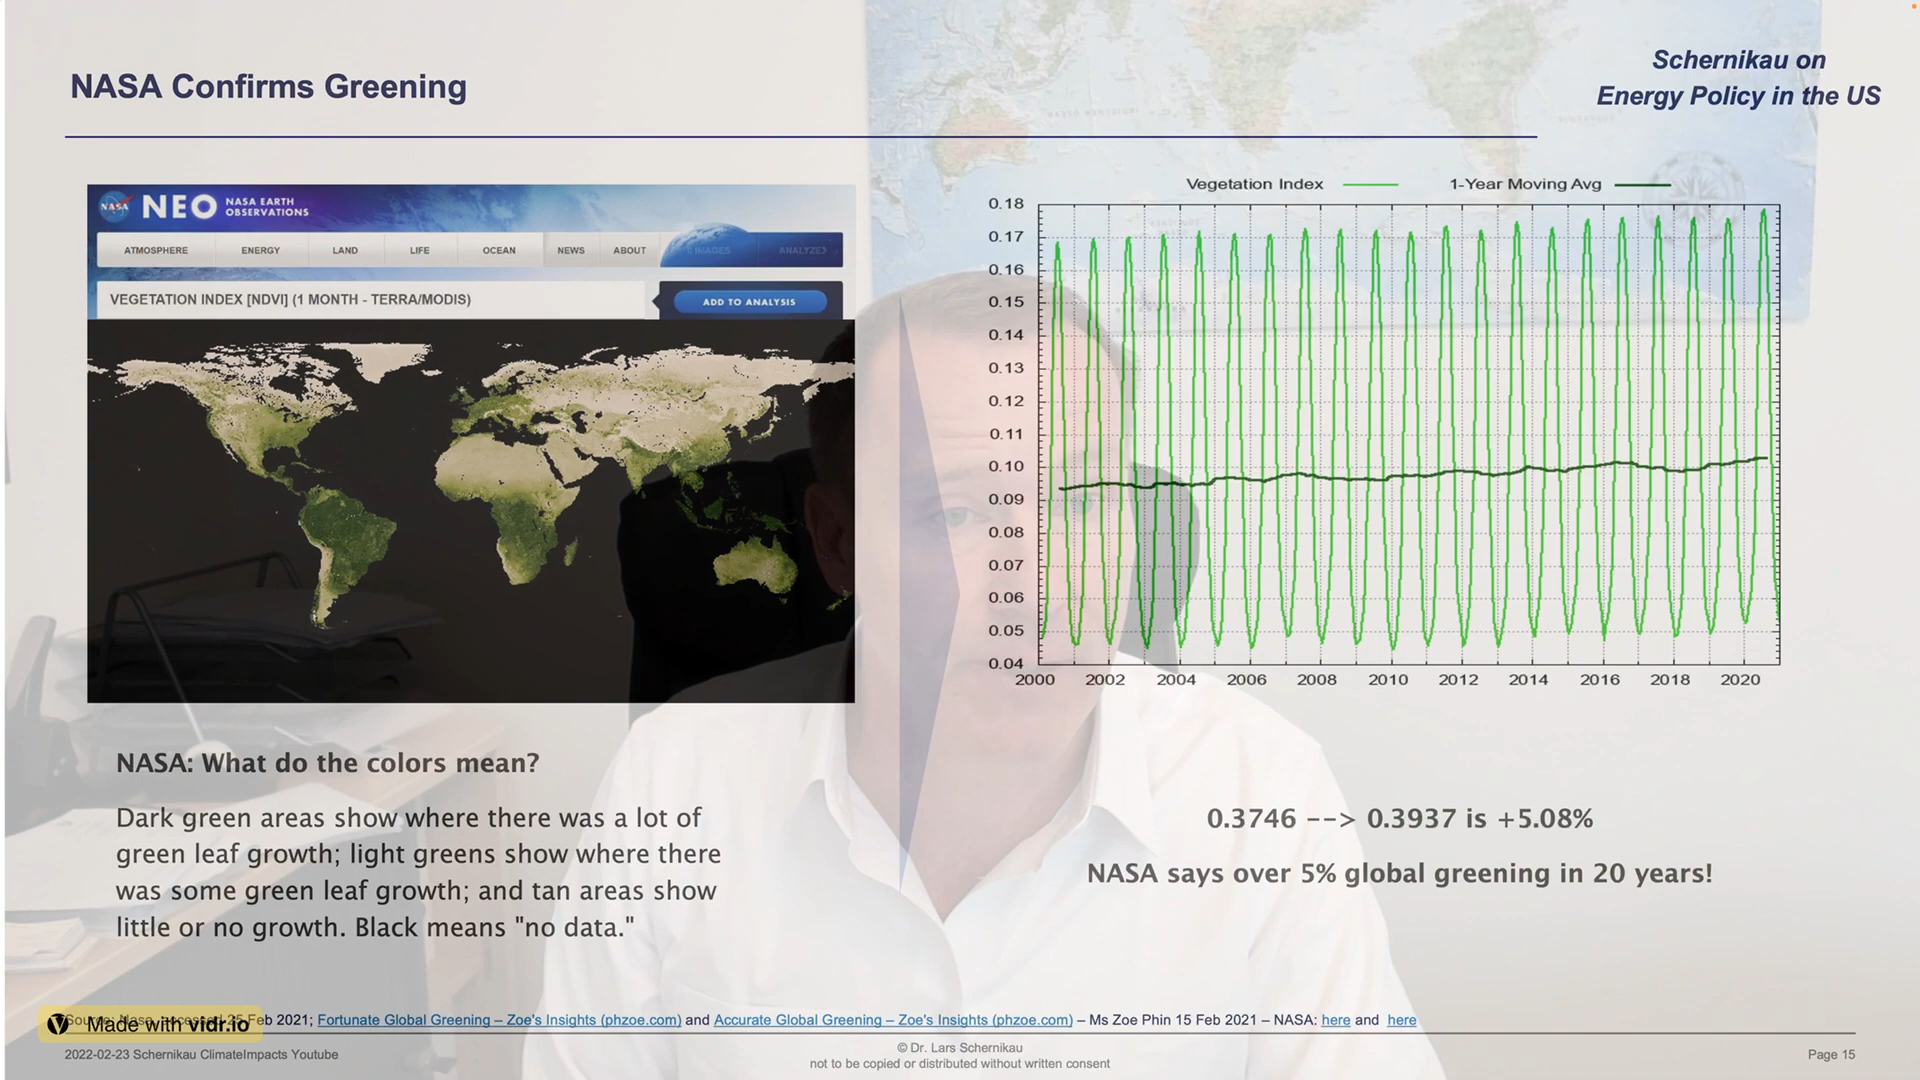 NASA Confirms Greening
Schernikau on
Energy Policy in the US
NASA
NEO
NASA EARTH
OBSERVATIONS
ATMOSPHERE ENERGY LAND LIFE OCEAN NEWS ABOUT IMAGES ANALYZE
VEGETATION INDEX [NDVI] (1 MONTH - TERRA/MODIS)
ADD TO ANALYSIS
Vegetation Index 1-Year Moving Avg
0.18
0.17
0.16
0.15
0.14
0.13
0.12
0.11
0.10
0.09
0.08
0.07
0.06
0.05
0.04
2000 2002 2004 2006 2008 2010 2012 2014 2016 2018 2020
NASA: What do the colors mean?
Dark green areas show where there was a lot of
green leaf growth; light greens show where there
was some green leaf growth; and tan areas show
little or no growth. Black means "no data."
0.3746 --> 0.3937 is +5.08%
NASA says over 5% global greening in 20 years!
Source: Nasa, accessed 25 Feb 2021; Fortunate Global Greening – Zoe's Insights (phzoe.com) and Accurate Global Greening – Zoe's Insights (phzoe.com) – Ms Zoe Phin 15 Feb 2021 – NASA: here and here
Made with vidr.io
2022-02-23 Schernikau ClimateImpacts Youtube
© Dr. Lars Schernikau
not to be copied or distributed without written consent
Page 15